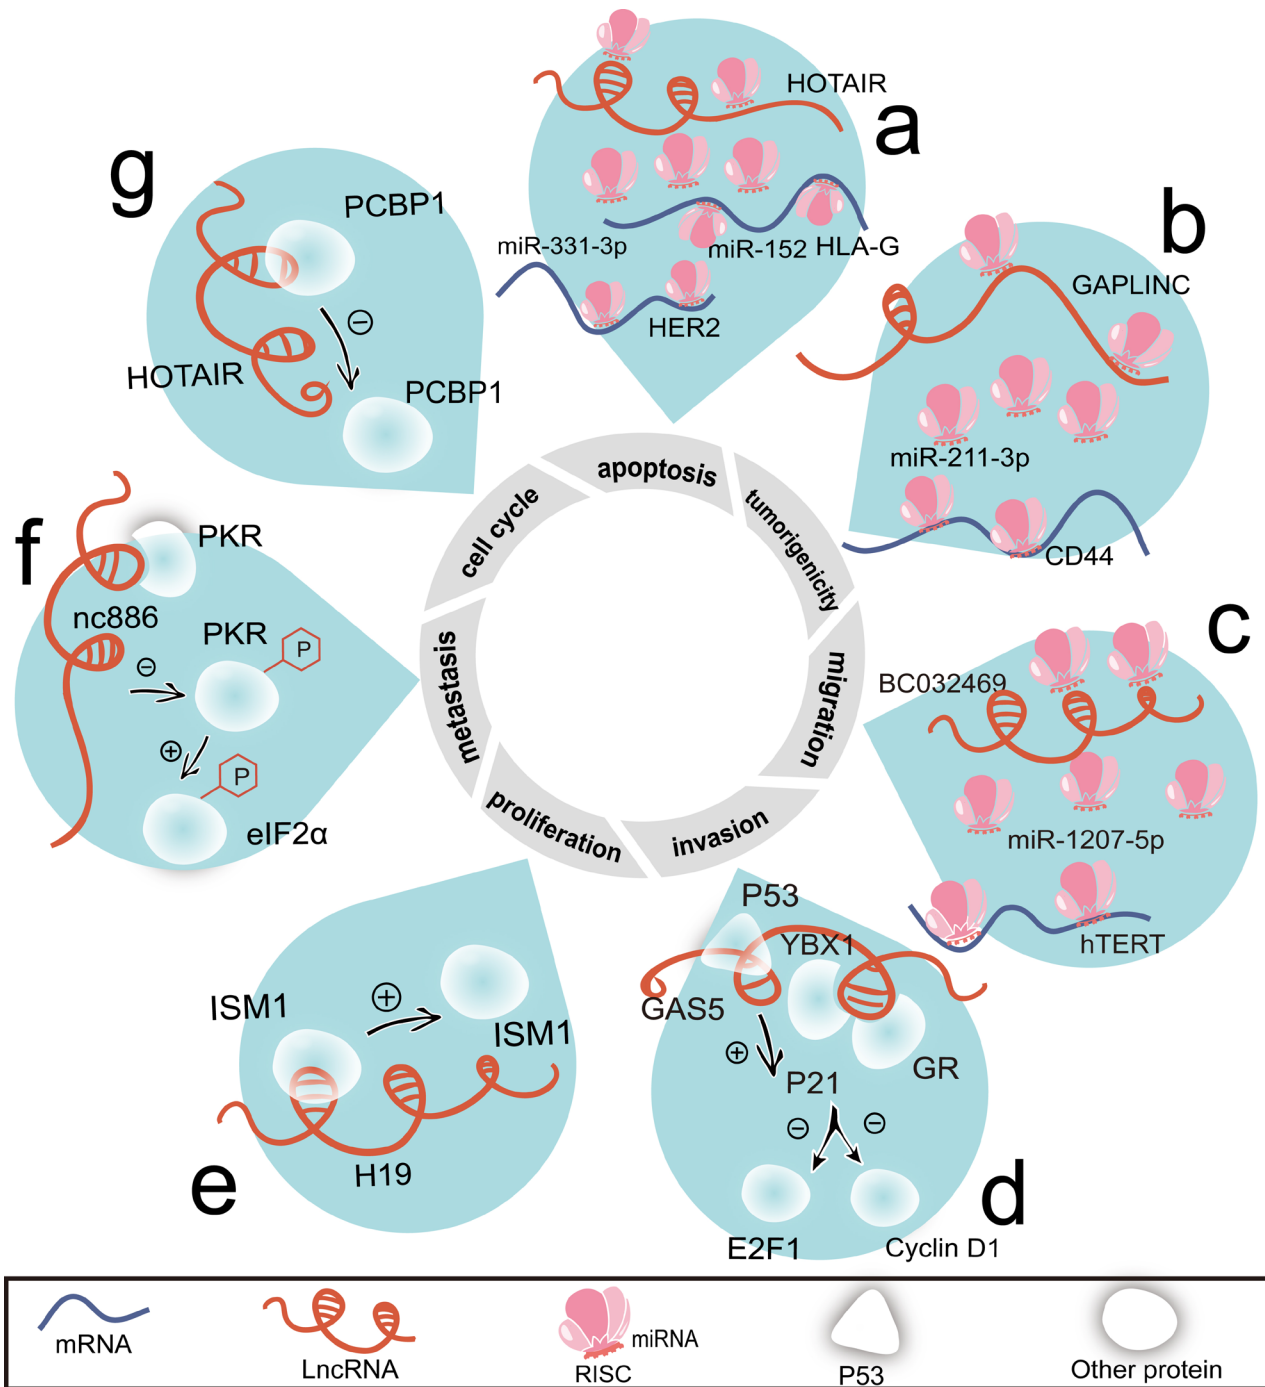 a
HOTAIR
miR-331-3p
miR-152 HLA-G
HER2
b
GAPLINC
miR-211-3p
CD44
c
BC032469
miR-1207-5p
hTERT
d
P53
YBX1
GAS5
GR
+
P21
−
−
E2F1
Cyclin D1
e
ISM1
+
ISM1
H19
f
PKR
nc886
PKR
P
−
+
P
eIF2α
g
PCBP1
−
HOTAIR
PCBP1
apoptosis
tumorigenicity
migration
invasion
proliferation
metastasis
cell cycle
mRNA
LncRNA
miRNA
RISC
P53
Other protein